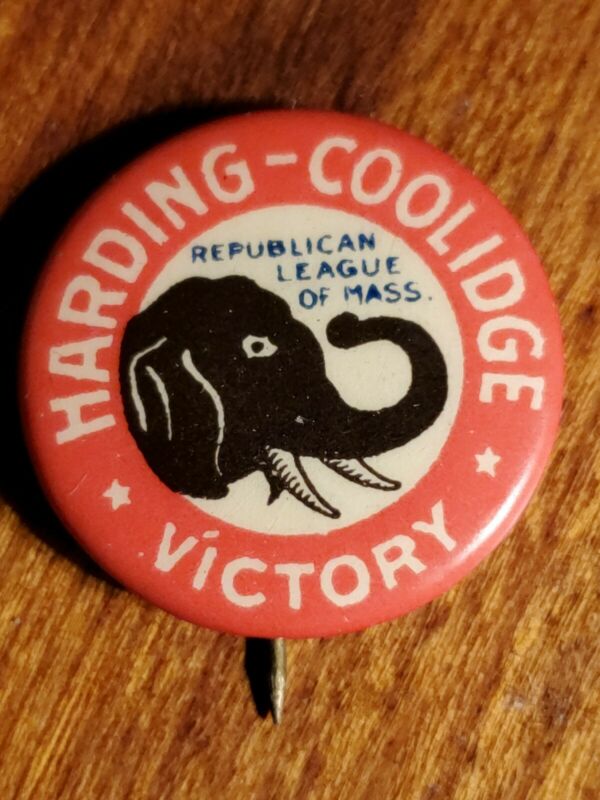 HARDING-COOLIDGE
REPUBLICAN
LEAGUE
OF MASS.
VICTORY